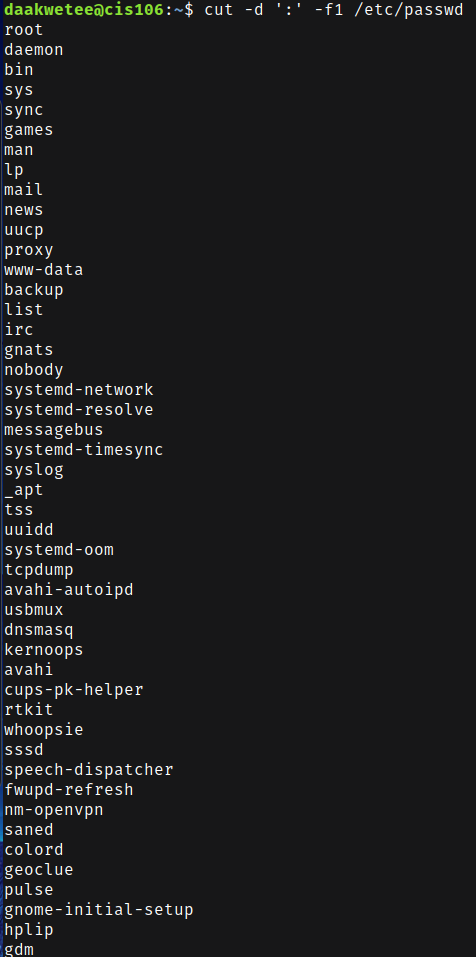 daakwetee@cis106:~$ cut -d ':' -f1 /etc/passwd
root
daemon
bin
sys
sync
games
man
lp
mail
news
uucp
proxy
www-data
backup
list
irc
gnats
nobody
systemd-network
systemd-resolve
messagebus
systemd-timesync
syslog
_apt
tss
uuidd
systemd-oom
tcpdump
avahi-autoipd
usbmux
dnsmasq
kernoops
avahi
cups-pk-helper
rtkit
whoopsie
sssd
speech-dispatcher
fwupd-refresh
nm-openvpn
saned
colord
geoclue
pulse
gnome-initial-setup
hplip
gdm